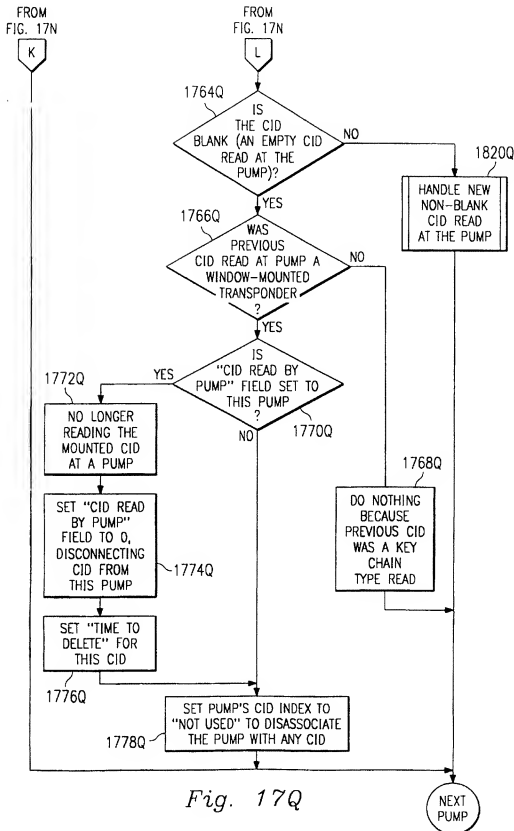 FROM
FIG. 17N
K
FROM
FIG. 17N
L
1764Q
IS
THE CID
BLANK (AN EMPTY CID
READ AT THE
PUMP)?
NO
YES
1820Q
HANDLE NEW
NON-BLANK
CID READ
AT THE PUMP
1766Q
WAS
PREVIOUS
CID READ AT PUMP A
WINDOW-MOUNTED
TRANSPONDER
?
NO
YES
IS
"CID READ BY
PUMP" FIELD SET TO
THIS PUMP
?
YES
NO
1770Q
1772Q
NO LONGER
READING THE
MOUNTED CID
AT A PUMP
1768Q
DO NOTHING
BECAUSE
PREVIOUS CID
WAS A KEY
CHAIN
TYPE READ
SET "CID READ
BY PUMP"
FIELD TO 0,
DISCONNECTING
CID FROM
THIS PUMP
1774Q
SET "TIME TO
DELETE" FOR
THIS CID
1776Q
SET PUMP'S CID INDEX TO
"NOT USED" TO DISASSOCIATE
THE PUMP WITH ANY CID
1778Q
NEXT
PUMP
Fig. 17Q